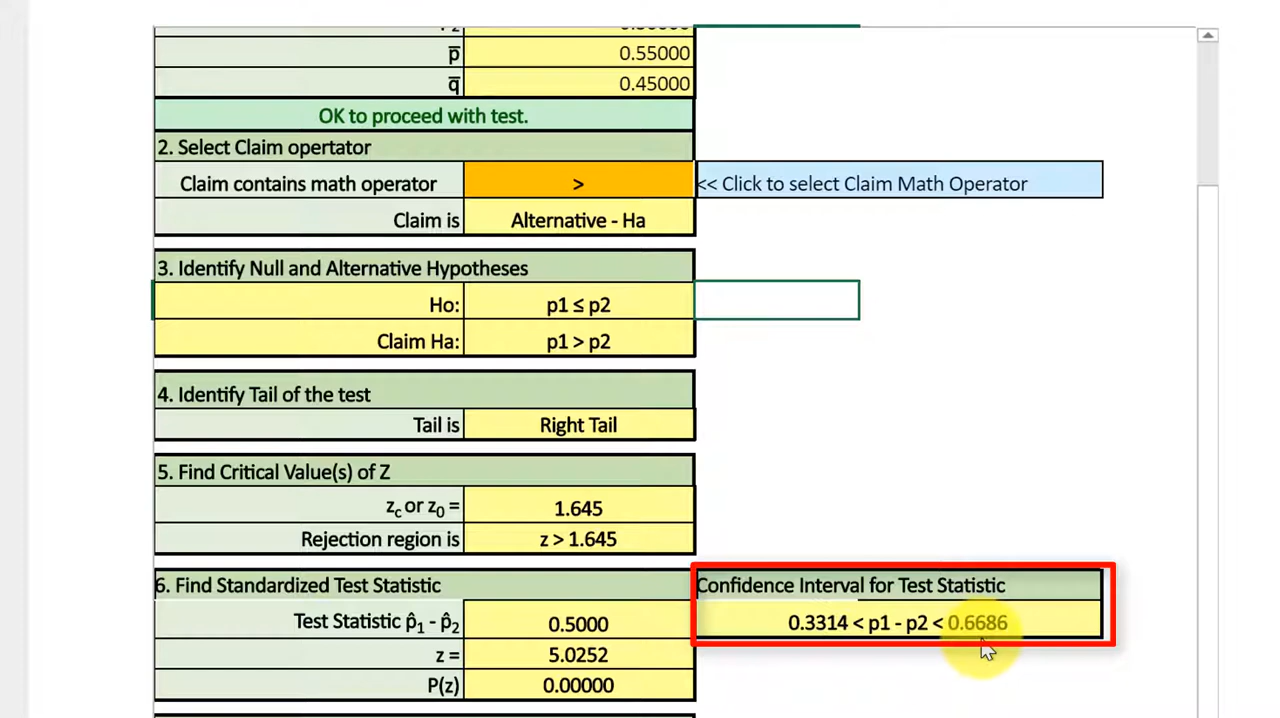 p̅ 0.55000
q̅ 0.45000
OK to proceed with test.
2. Select Claim opertator
Claim contains math operator > << Click to select Claim Math Operator
Claim is Alternative - Ha
3. Identify Null and Alternative Hypotheses
Ho: p1 ≤ p2
Claim Ha: p1 > p2
4. Identify Tail of the test
Tail is Right Tail
5. Find Critical Value(s) of Z
zc or z0 = 1.645
Rejection region is z > 1.645
6. Find Standardized Test Statistic Confidence Interval for Test Statistic
Test Statistic p̂1 - p̂2 0.5000 0.3314 < p1 - p2 < 0.6686
z = 5.0252
P(z) 0.00000